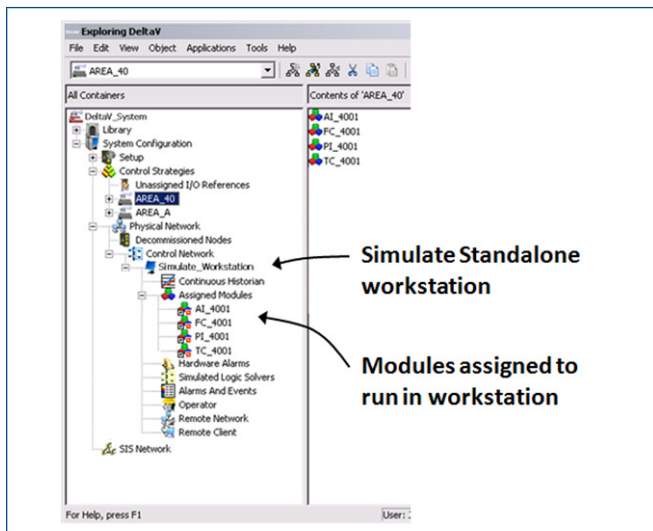 Exploring DeltaV
File Edit View Object Applications Tools Help
AREA_40
All Containers
Contents of 'AREA_40'
DeltaV_System
Library
System Configuration
Setup
Control Strategies
Unassigned I/O References
AREA_40
AREA_A
Physical Network
Decommissioned Nodes
Control Network
Simulate_Workstation
Continuous Historian
Assigned Modules
AI_4001
FC_4001
PI_4001
TC_4001
Hardware Alarms
Simulated Logic Solvers
Alarms And Events
Operator
Remote Network
Remote Client
SIS Network
AI_4001
FC_4001
PI_4001
TC_4001
Simulate Standalone
workstation
Modules assigned to
run in workstation
For Help, press F1
User: